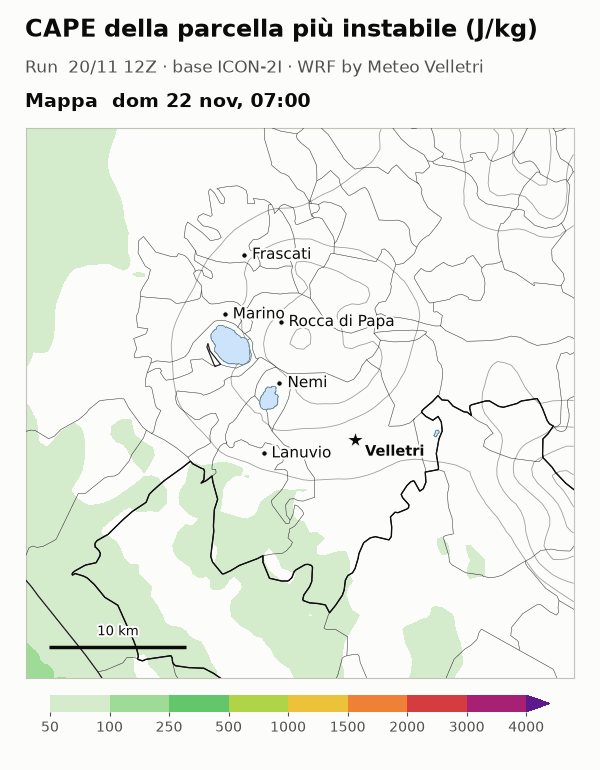 CAPE della parcella più instabile (J/kg)
Run  20/11 12Z · base ICON-2I · WRF by Meteo Velletri
Mappa  dom 22 nov, 07:00
Frascati
Marino
Rocca di Papa
Nemi
Velletri
Lanuvio
10 km
50 100 250 500 1000 1500 2000 3000 4000